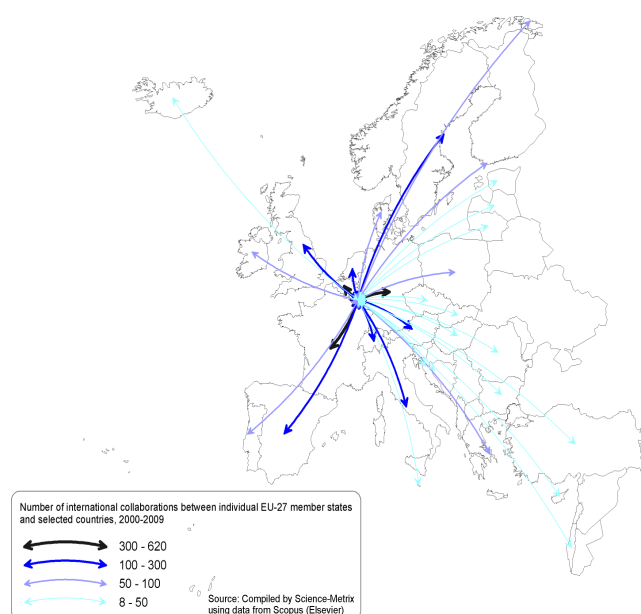 Number of international collaborations between individual EU-27 member states
and selected countries, 2000-2009
300 - 620
100 - 300
50 - 100
8 - 50
Source: Compiled by Science-Metrix
using data from Scopus (Elsevier)